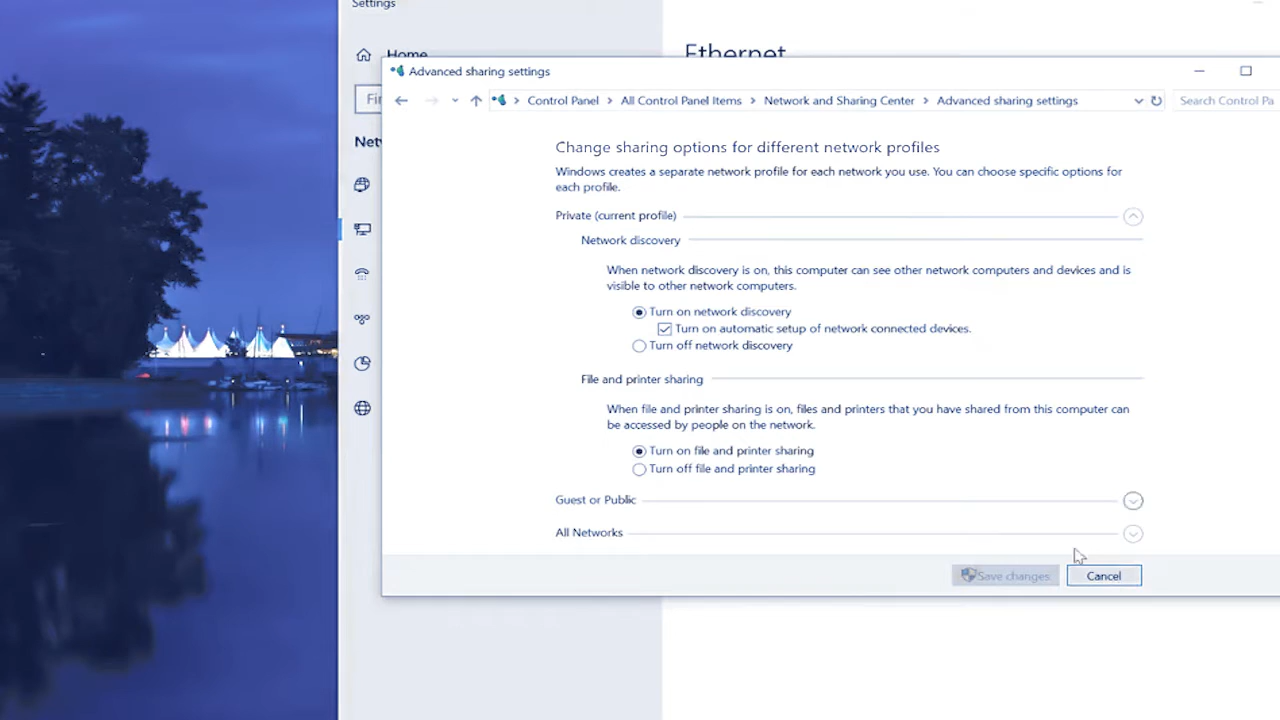 Settings
Home
Ethernet
Advanced sharing settings
Control Panel > All Control Panel Items > Network and Sharing Center > Advanced sharing settings
Search Control Pa
Change sharing options for different network profiles
Windows creates a separate network profile for each network you use. You can choose specific options for
each profile.
Private (current profile)
Network discovery
When network discovery is on, this computer can see other network computers and devices and is
visible to other network computers.
Turn on network discovery
Turn on automatic setup of network connected devices.
Turn off network discovery
File and printer sharing
When file and printer sharing is on, files and printers that you have shared from this computer can
be accessed by people on the network.
Turn on file and printer sharing
Turn off file and printer sharing
Guest or Public
All Networks
Save changes
Cancel